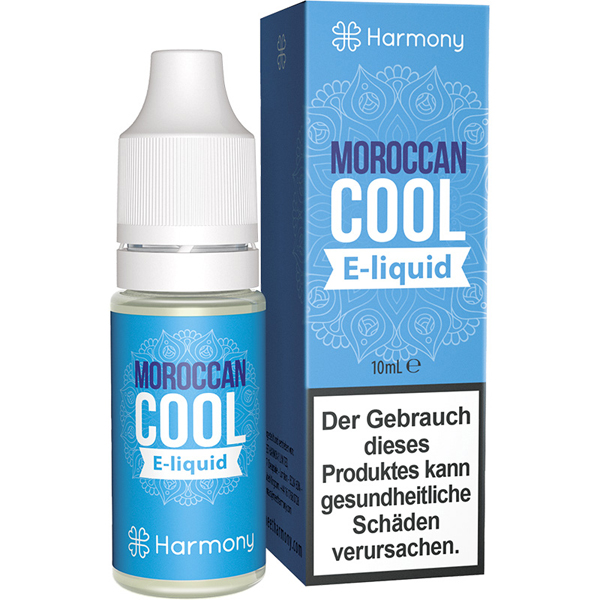 Harmony
MOROCCAN
COOL
E-liquid
10mL ℮
Der Gebrauch
dieses
Produktes kann
gesundheitliche
Schäden
verursachen.
MOROCCAN
COOL
E-liquid
Harmony